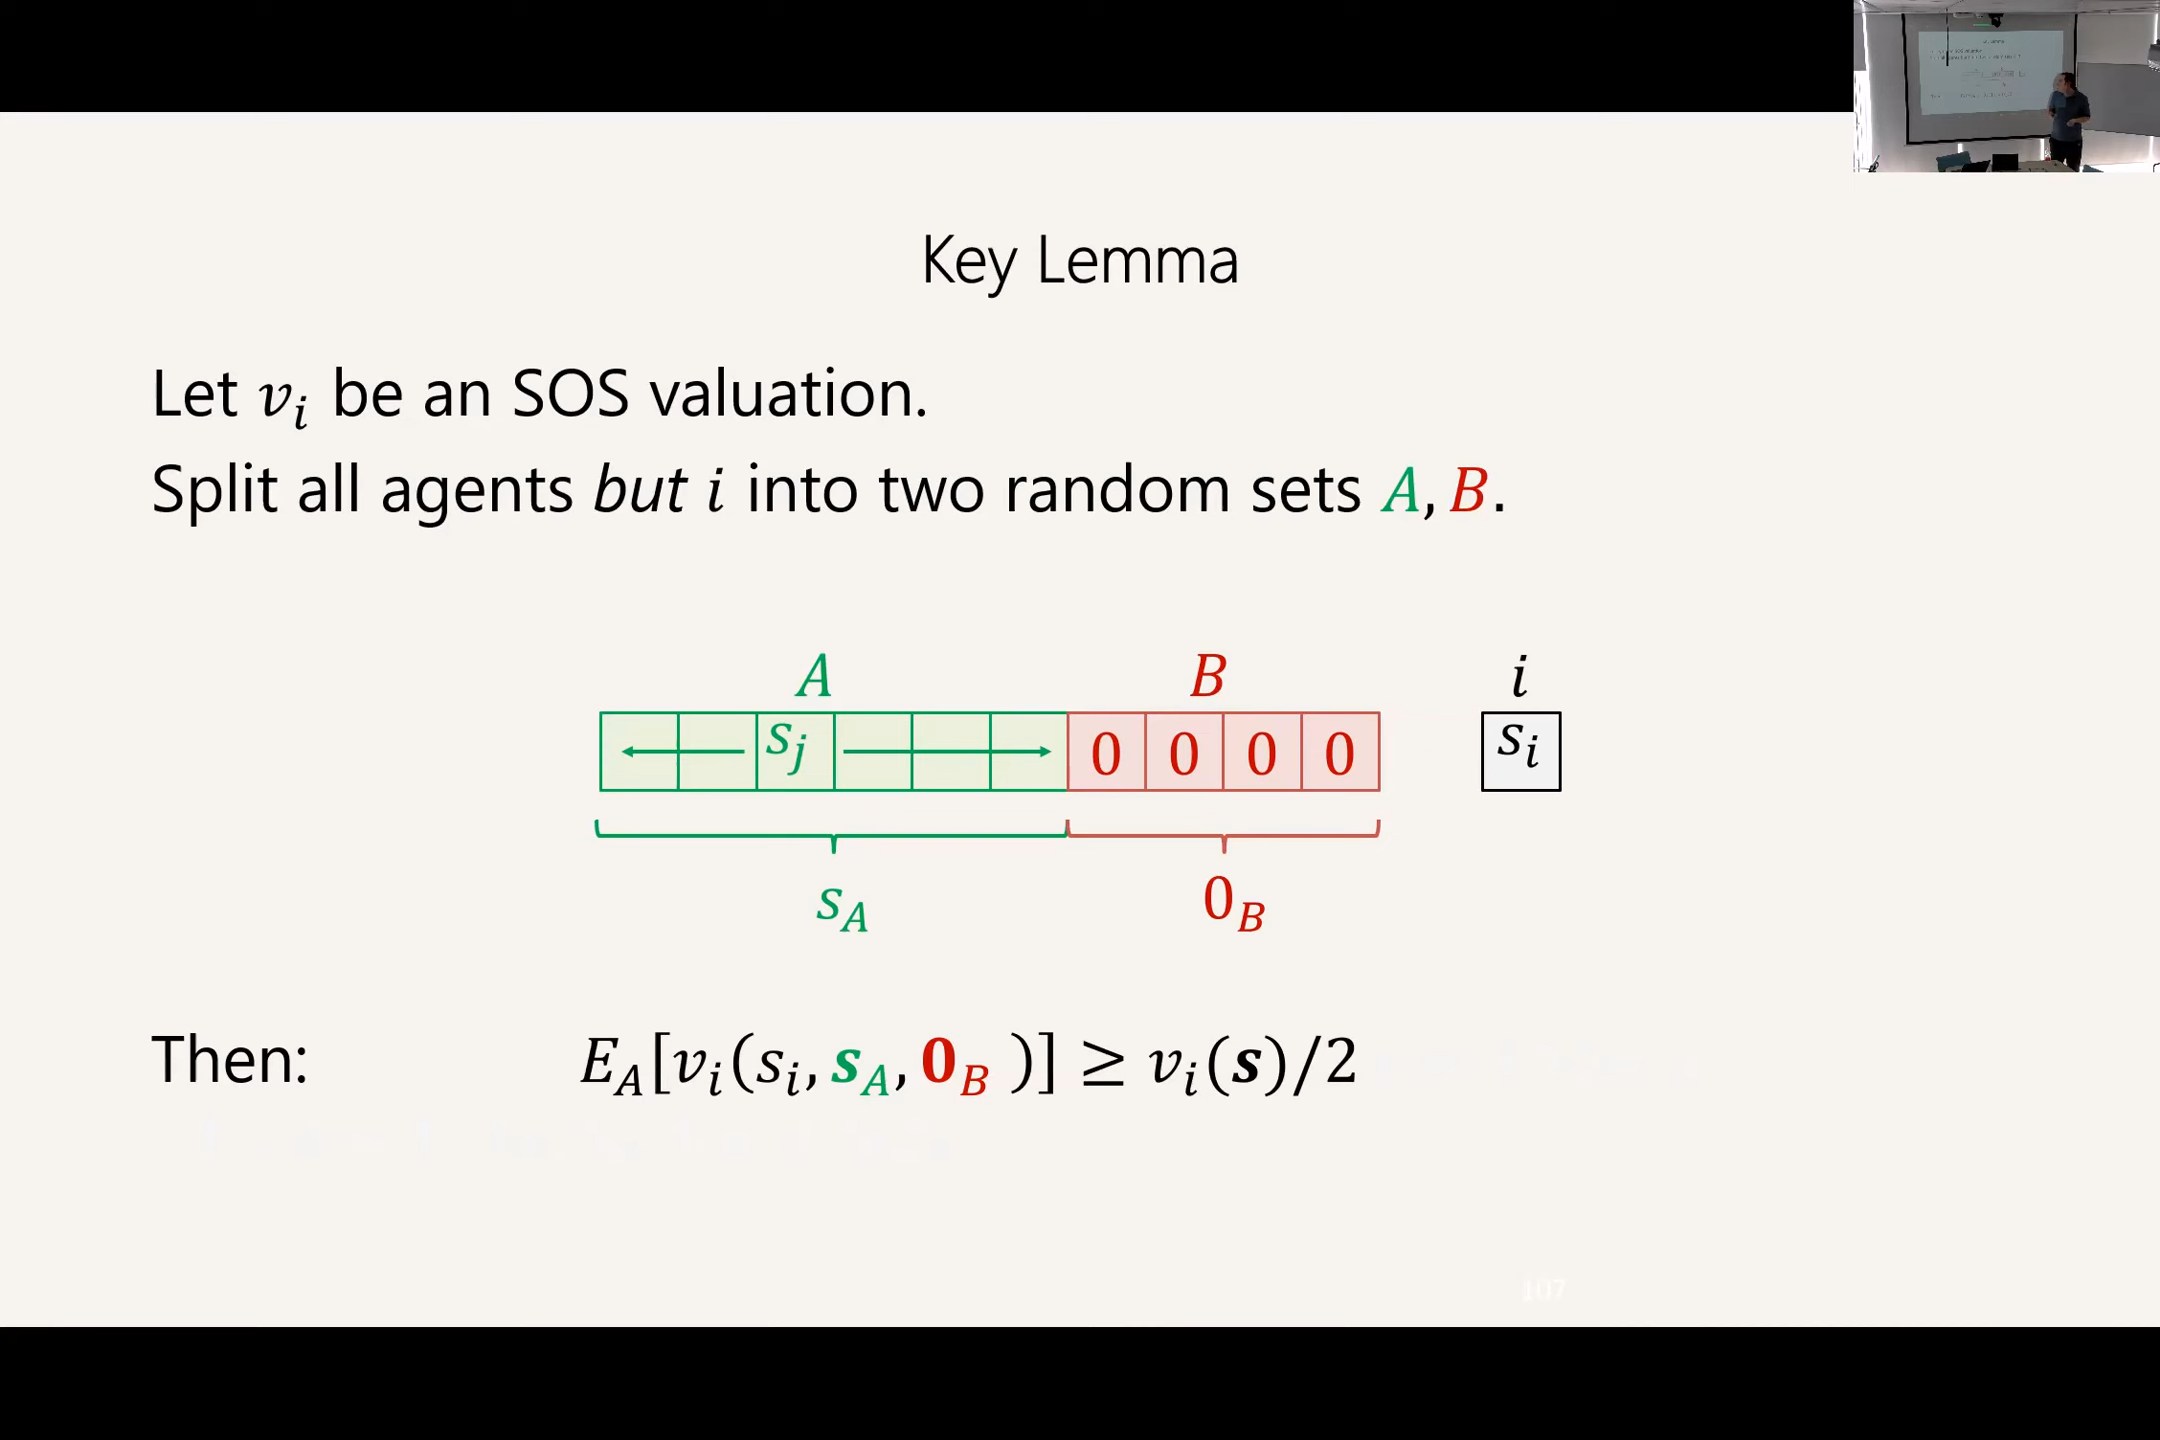 Key Lemma
Let v_i be an SOS valuation.
Split all agents but i into two random sets A, B.
A B i
s_j 0 0 0 0 s_i
s_A 0_B
Then: E_A[v_i(s_i, s_A, 0_B )] ≥ v_i(s)/2
107